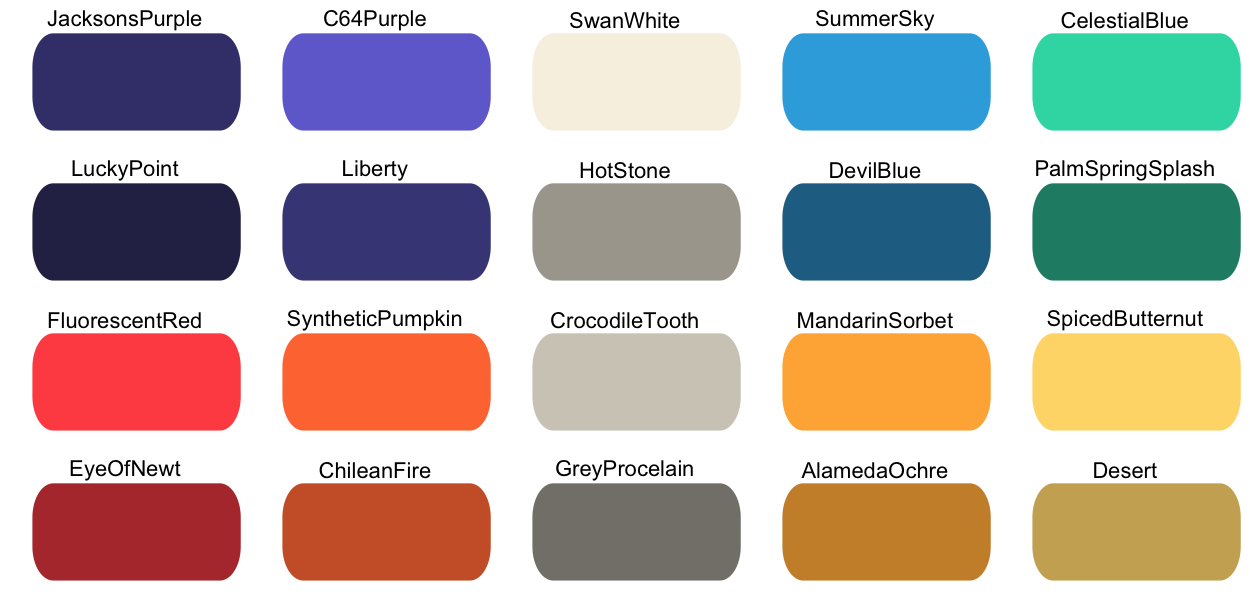 JacksonsPurple
C64Purple
SwanWhite
SummerSky
CelestialBlue
LuckyPoint
Liberty
HotStone
DevilBlue
PalmSpringSplash
FluorescentRed
SyntheticPumpkin
CrocodileTooth
MandarinSorbet
SpicedButternut
EyeOfNewt
ChileanFire
GreyProcelain
AlamedaOchre
Desert